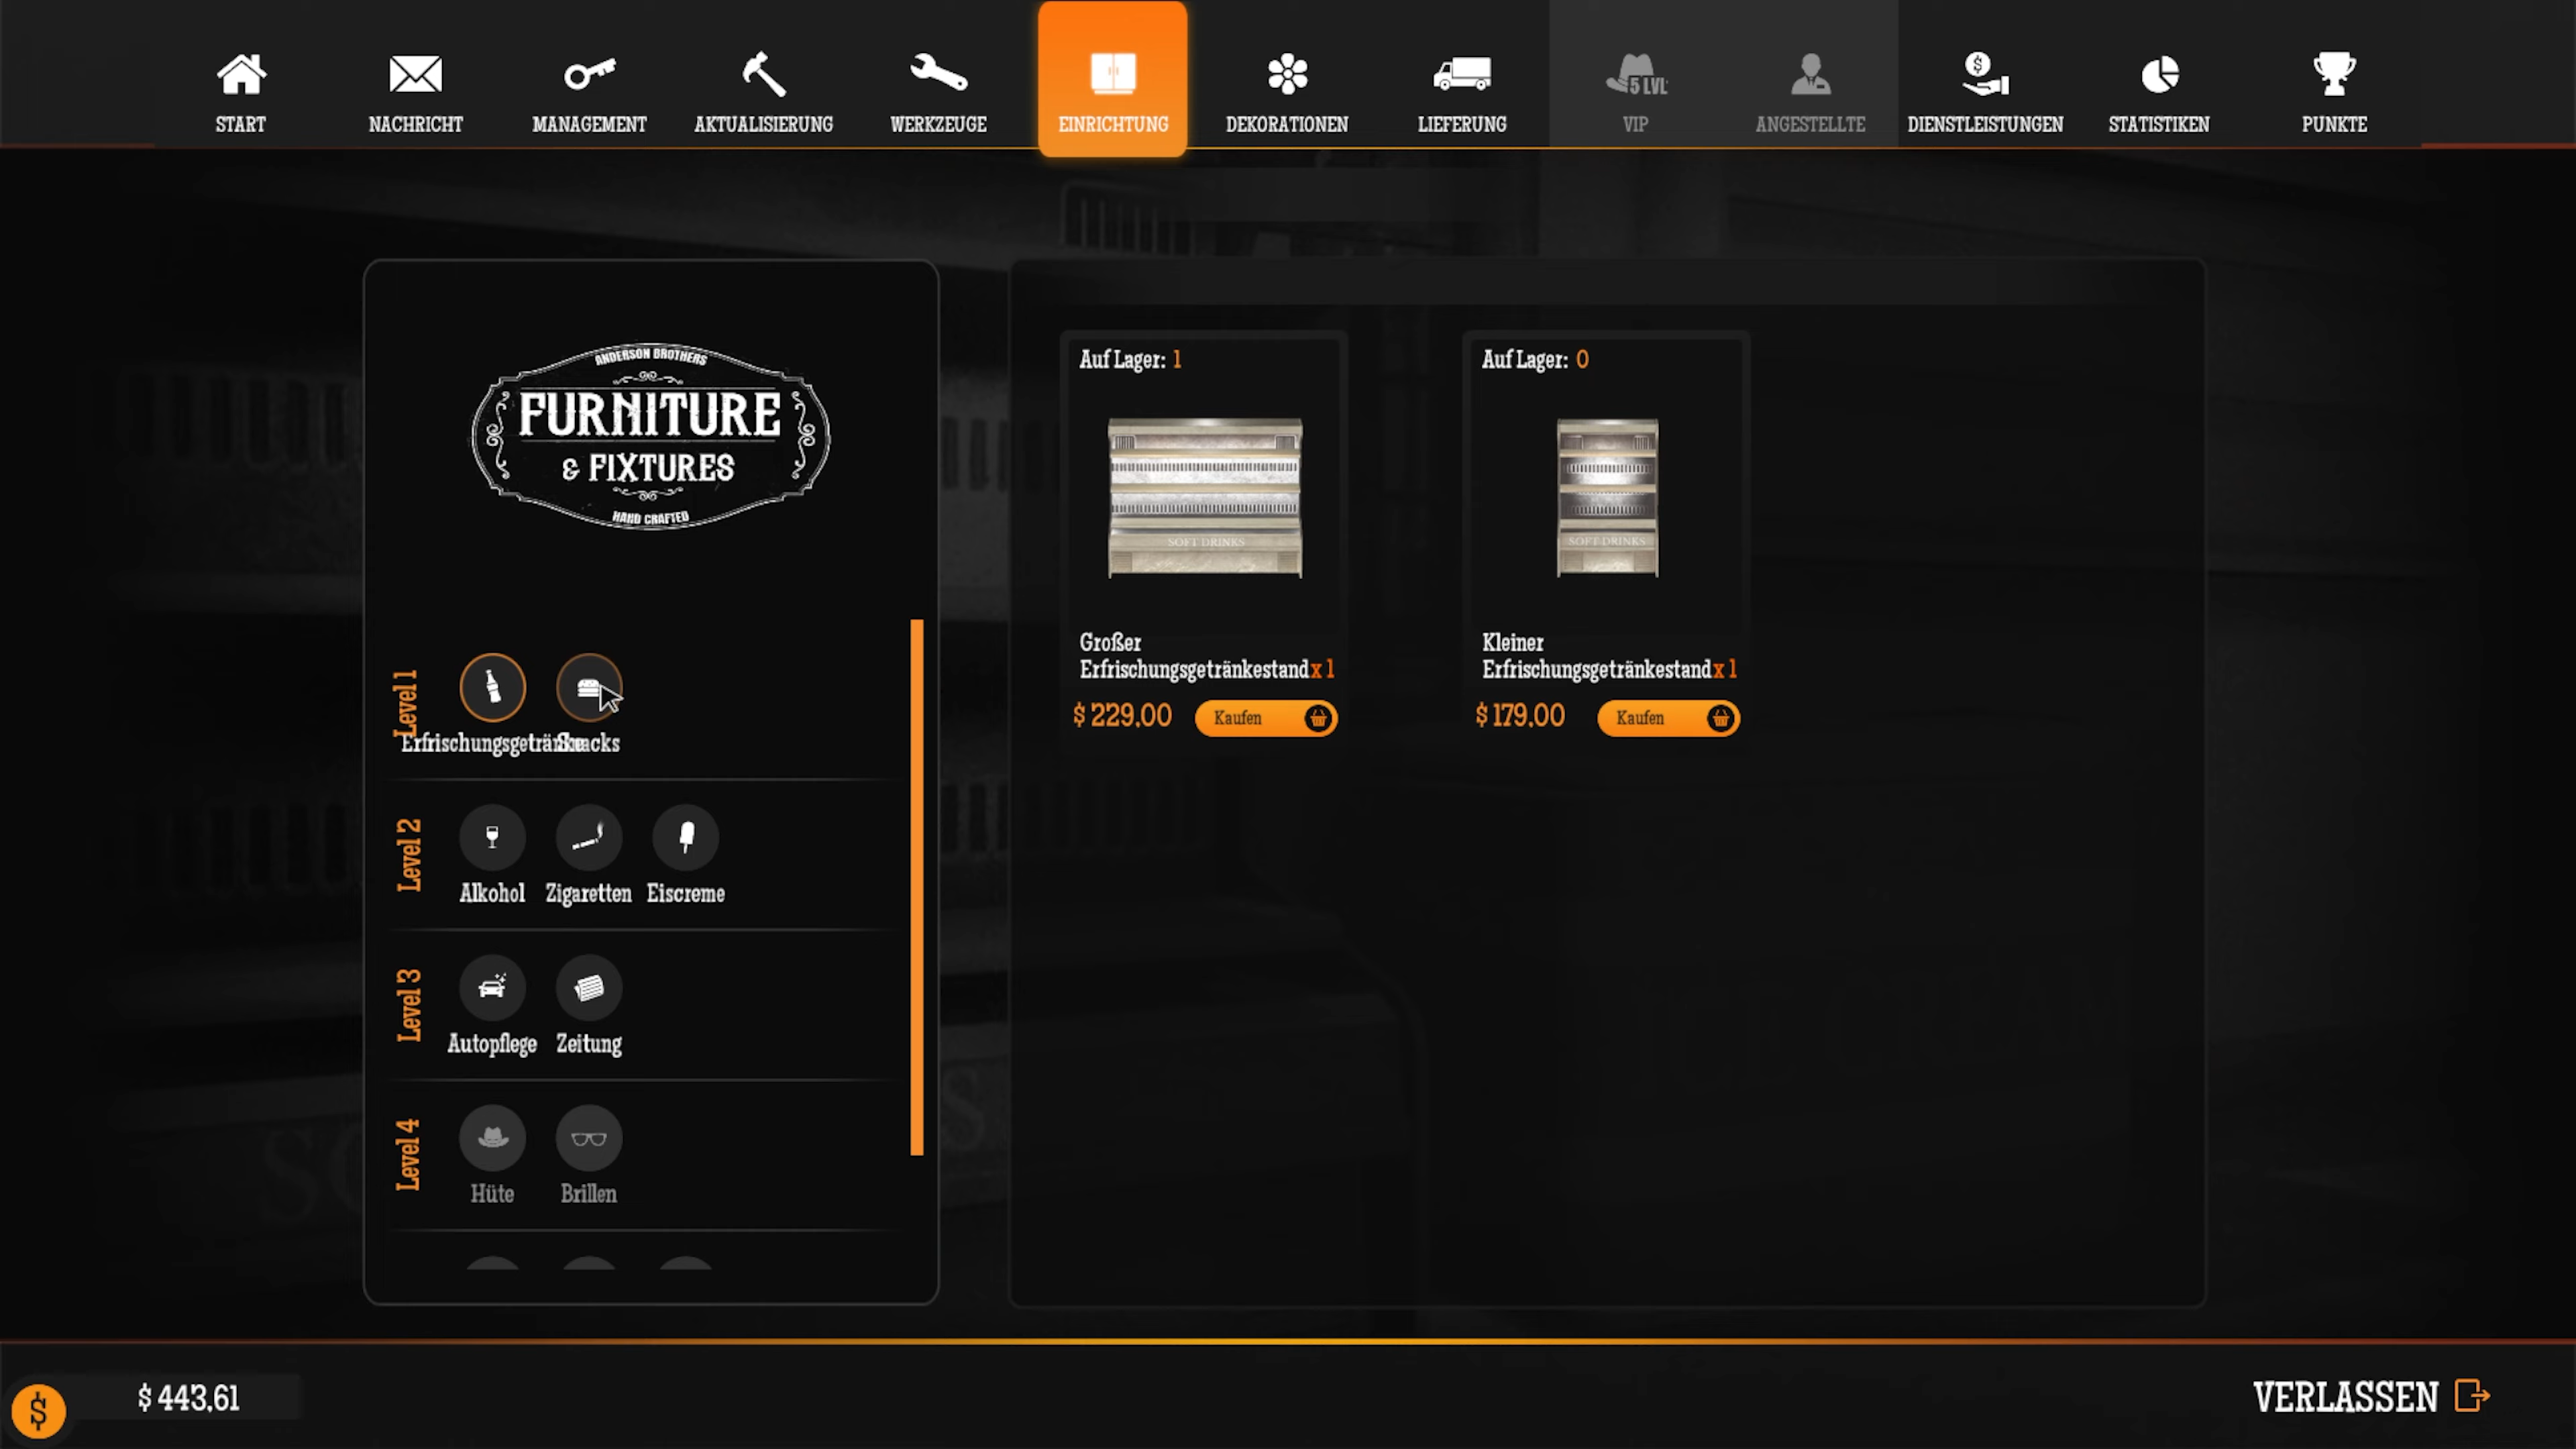 5 LVL
START
NACHRICHT
MANAGEMENT
AKTUALISIERUNG
WERKZEUGE
EINRICHTUNG
DEKORATIONEN
LIEFERUNG
VIP
ANGESTELLTE
DIENSTLEISTUNGEN
STATISTIKEN
PUNKTE
ANDERSON BROTHERS
FURNITURE
& FIXTURES
HAND CRAFTED
Level 1
Erfrischungsgetränke
Snacks
Level 2
Alkohol
Zigaretten
Eiscreme
Level 3
Autopflege
Zeitung
Level 4
Hüte
Brillen
Auf Lager: 1
SOFT DRINKS
Großer
Erfrischungsgetränkestand x 1
$ 229,00
Kaufen
Auf Lager: 0
SOFT DRINKS
Kleiner
Erfrischungsgetränkestand x 1
$ 179,00
Kaufen
$ 443,61
VERLASSEN